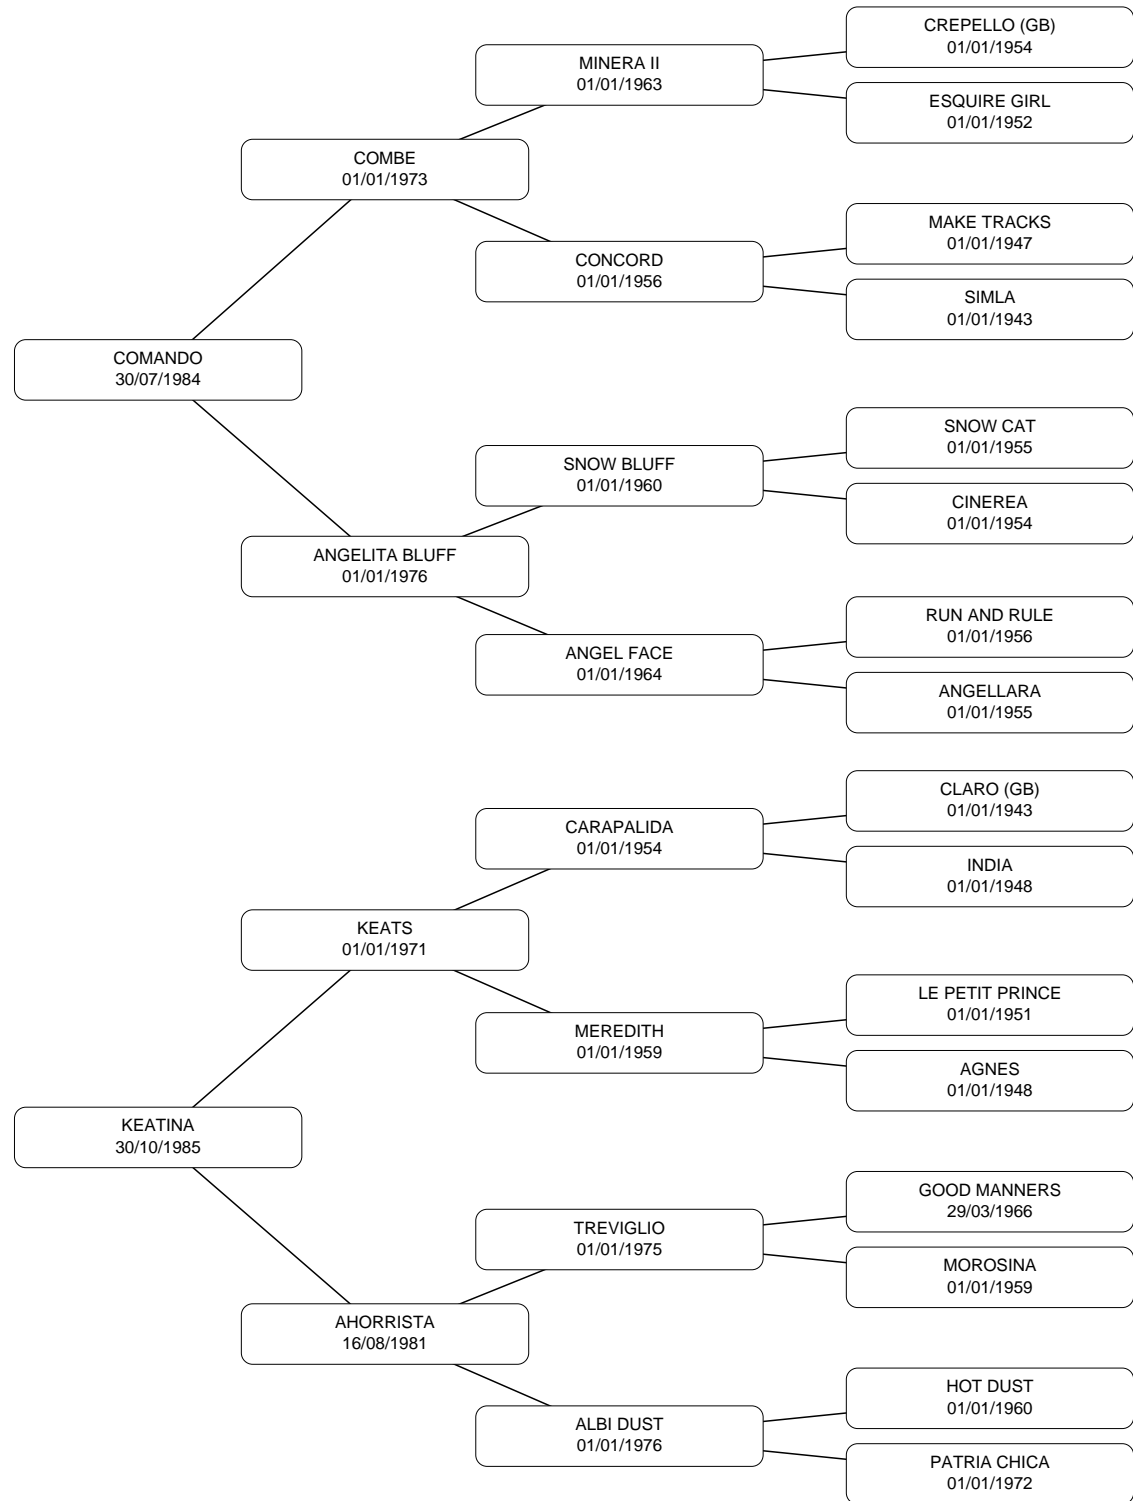 CREPELLO (GB)
01/01/1954
MINERA II
01/01/1963
ESQUIRE GIRL
01/01/1952
COMBE
01/01/1973
MAKE TRACKS
01/01/1947
CONCORD
01/01/1956
SIMLA
01/01/1943
COMANDO
30/07/1984
SNOW CAT
01/01/1955
SNOW BLUFF
01/01/1960
CINEREA
01/01/1954
ANGELITA BLUFF
01/01/1976
RUN AND RULE
01/01/1956
ANGEL FACE
01/01/1964
ANGELLARA
01/01/1955
CLARO (GB)
01/01/1943
CARAPALIDA
01/01/1954
INDIA
01/01/1948
KEATS
01/01/1971
LE PETIT PRINCE
01/01/1951
MEREDITH
01/01/1959
AGNES
01/01/1948
KEATINA
30/10/1985
GOOD MANNERS
29/03/1966
TREVIGLIO
01/01/1975
MOROSINA
01/01/1959
AHORRISTA
16/08/1981
HOT DUST
01/01/1960
ALBI DUST
01/01/1976
PATRIA CHICA
01/01/1972